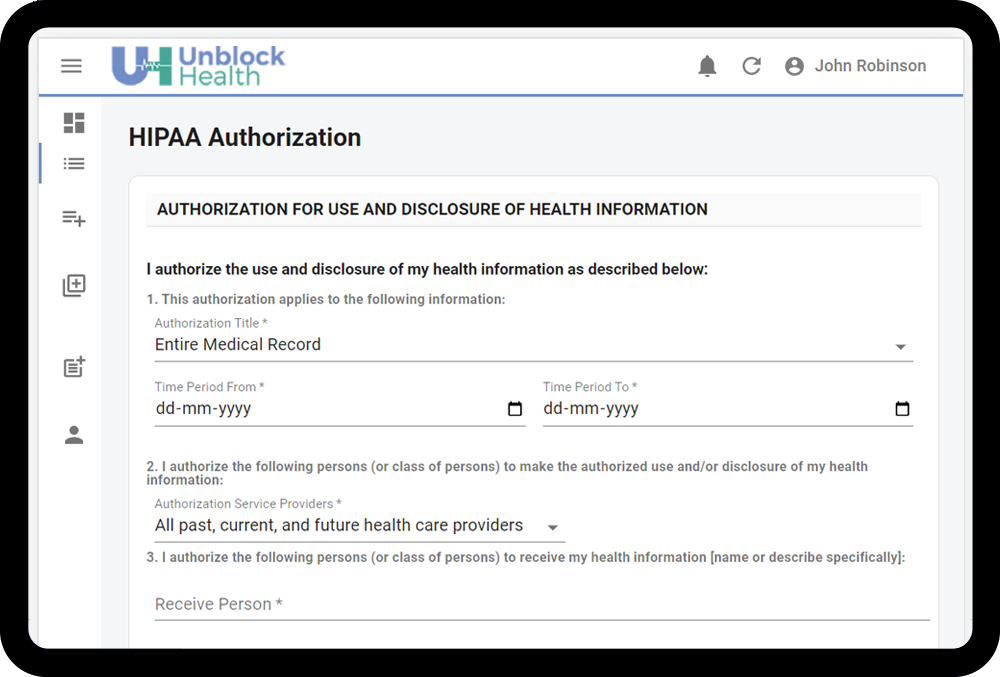 Unblock
Health
John Robinson
HIPAA Authorization
AUTHORIZATION FOR USE AND DISCLOSURE OF HEALTH INFORMATION
I authorize the use and disclosure of my health information as described below:
1. This authorization applies to the following information:
Authorization Title *
Entire Medical Record
Time Period From * Time Period To *
dd-mm-yyyy dd-mm-yyyy
2. I authorize the following persons (or class of persons) to make the authorized use and/or disclosure of my health
information:
Authorization Service Providers *
All past, current, and future health care providers
3. I authorize the following persons (or class of persons) to receive my health information [name or describe specifically]:
Receive Person *